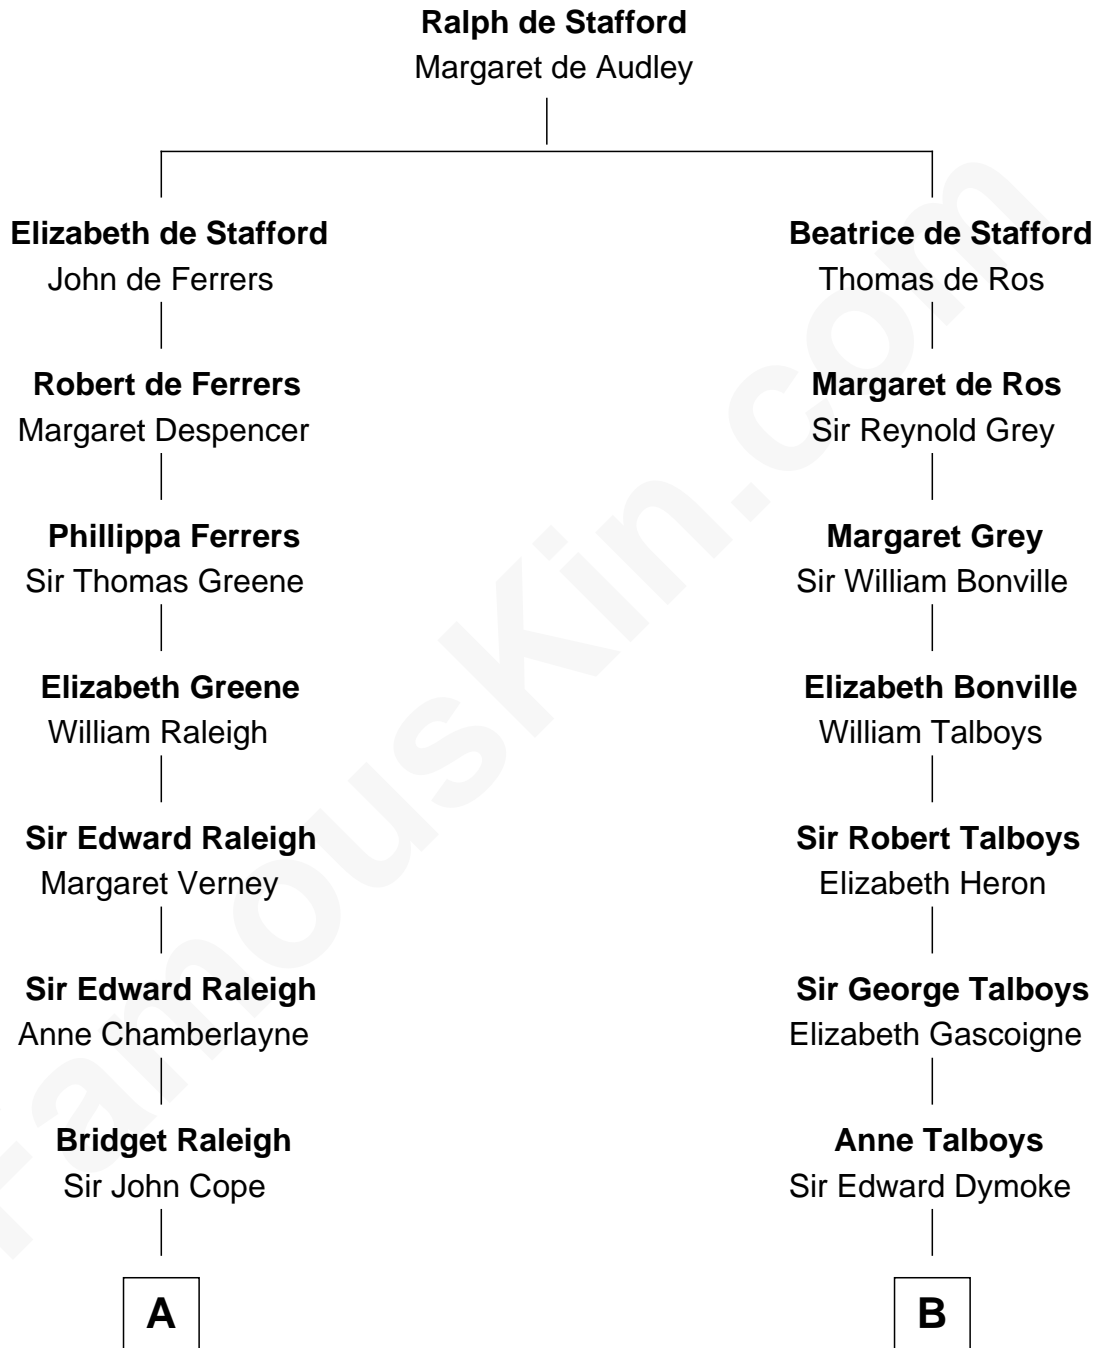 Ralph de Stafford
Margaret de Audley
Elizabeth de Stafford
John de Ferrers
Beatrice de Stafford
Thomas de Ros
Robert de Ferrers
Margaret Despencer
Margaret de Ros
Sir Reynold Grey
Phillippa Ferrers
Sir Thomas Greene
Margaret Grey
Sir William Bonville
Elizabeth Greene
William Raleigh
Elizabeth Bonville
William Talboys
Sir Edward Raleigh
Margaret Verney
Sir Robert Talboys
Elizabeth Heron
Sir Edward Raleigh
Anne Chamberlayne
Sir George Talboys
Elizabeth Gascoigne
Bridget Raleigh
Sir John Cope
Anne Talboys
Sir Edward Dymoke
A
B
FamousKin.com